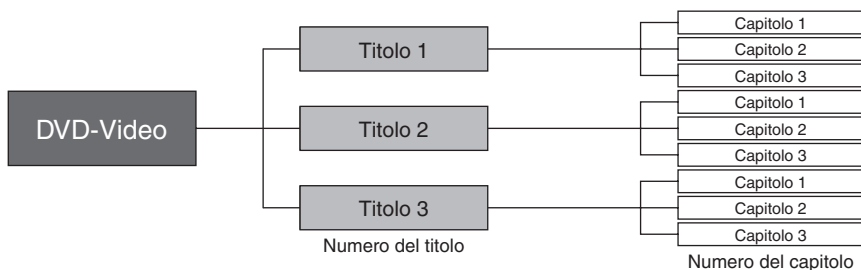 DVD-Video
Titolo 1
Capitolo 1
Capitolo 2
Capitolo 3
Titolo 2
Capitolo 1
Capitolo 2
Capitolo 3
Titolo 3
Capitolo 1
Capitolo 2
Capitolo 3
Numero del titolo
Numero del capitolo